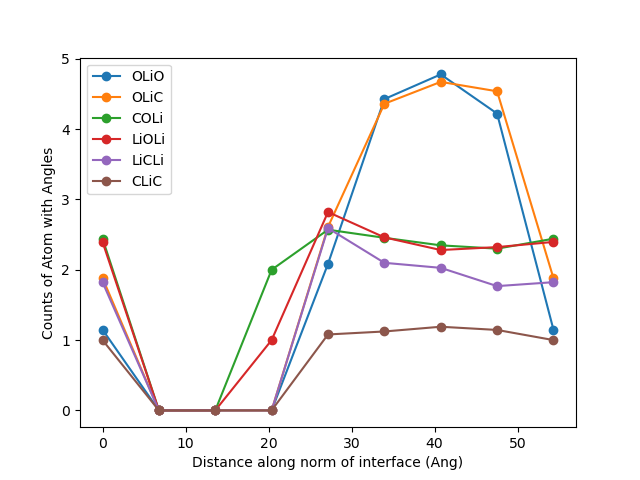 OLiO
OLiC
COLi
LiOLi
LiCLi
CLiC
Counts of Atom with Angles
5
4
3
2
1
0
0 10 20 30 40 50
Distance along norm of interface (Ang)